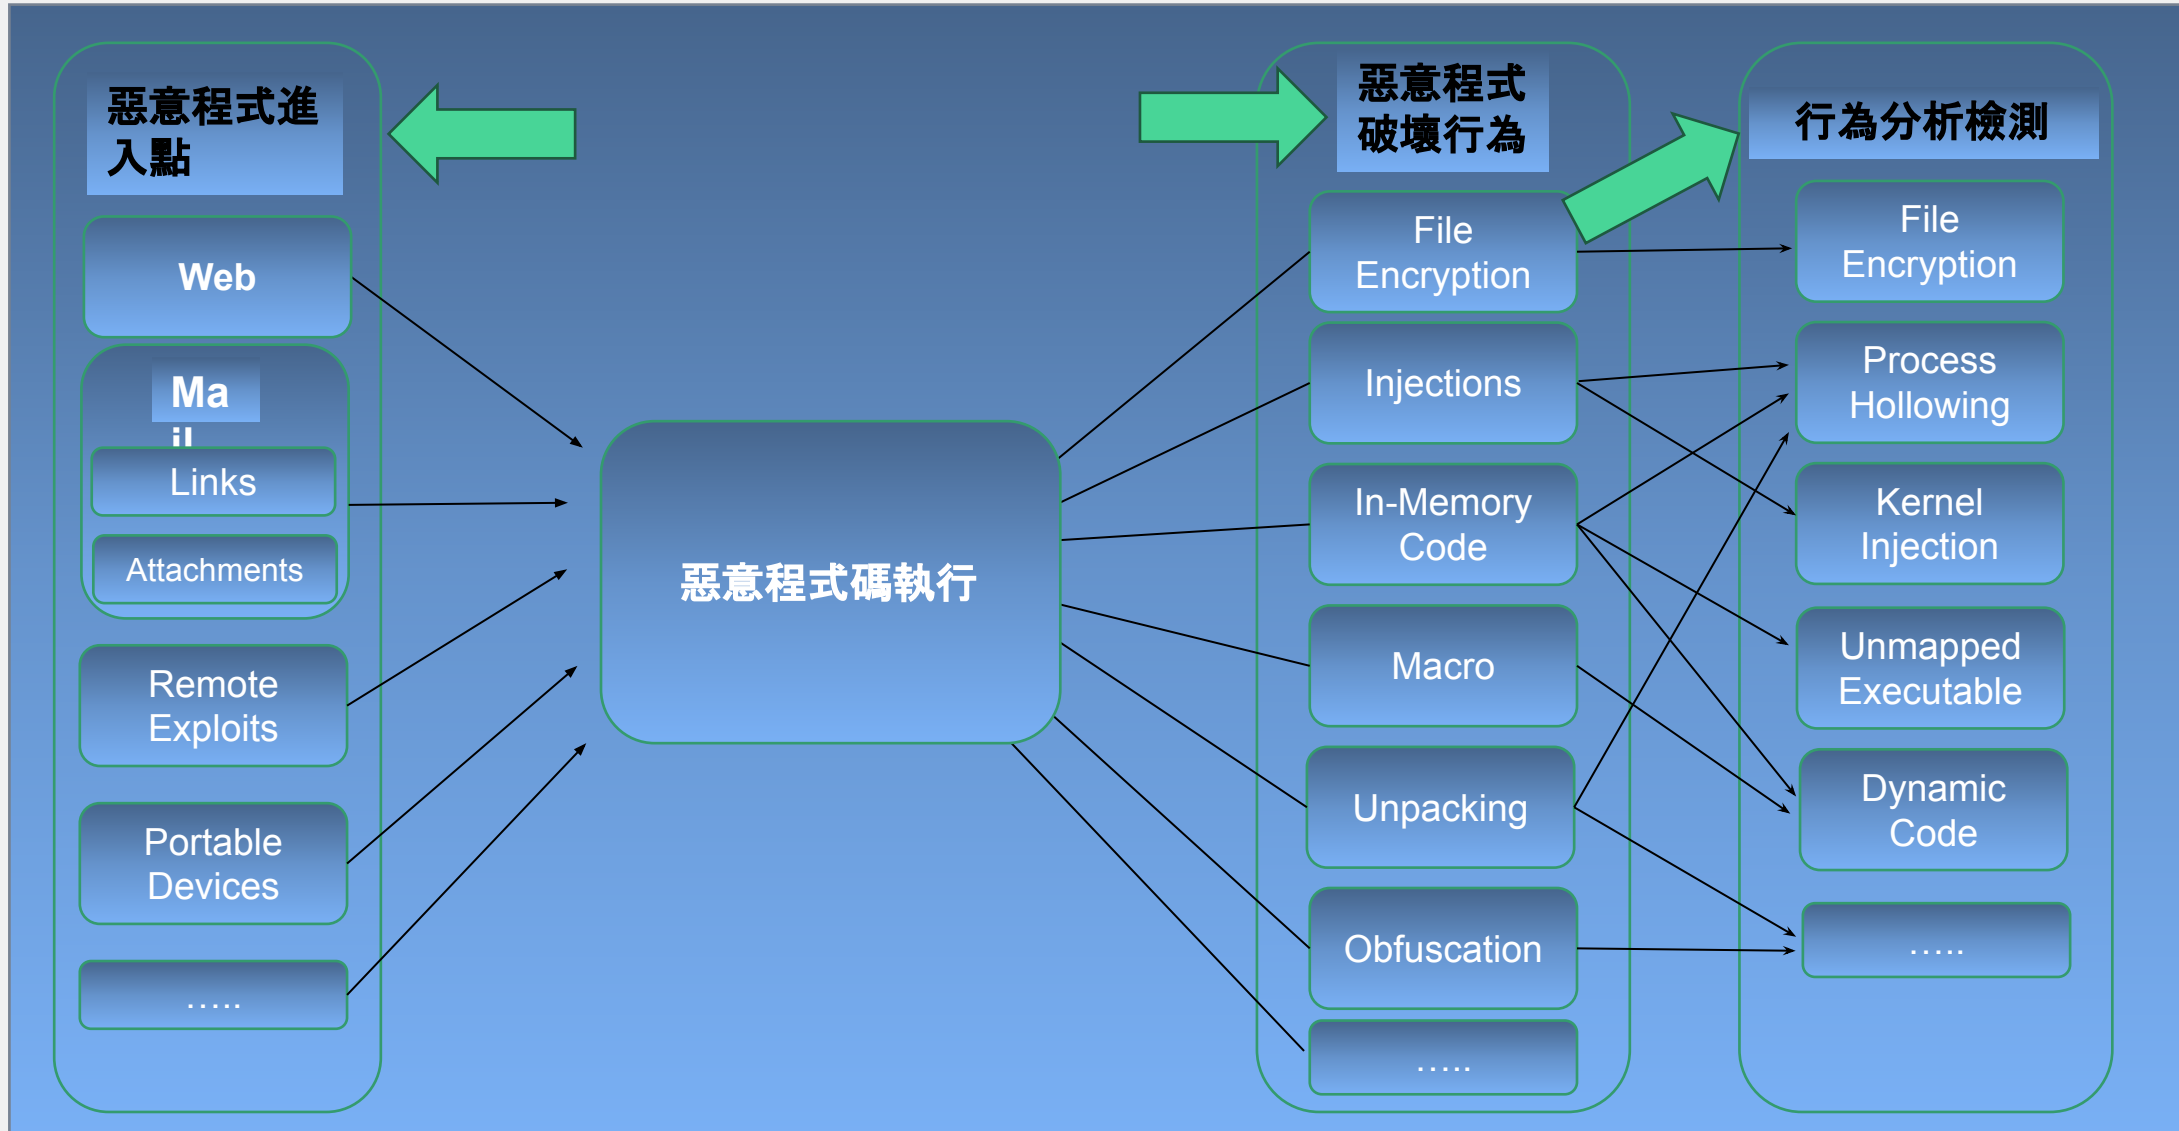 惡意程式進
入點
Web
Ma
il
Links
Attachments
Remote
Exploits
Portable
Devices
…..
惡意程式碼執行
惡意程式
破壞行為
File
Encryption
Injections
In-Memory
Code
Macro
Unpacking
Obfuscation
…..
行為分析檢測
File
Encryption
Process
Hollowing
Kernel
Injection
Unmapped
Executable
Dynamic
Code
…..